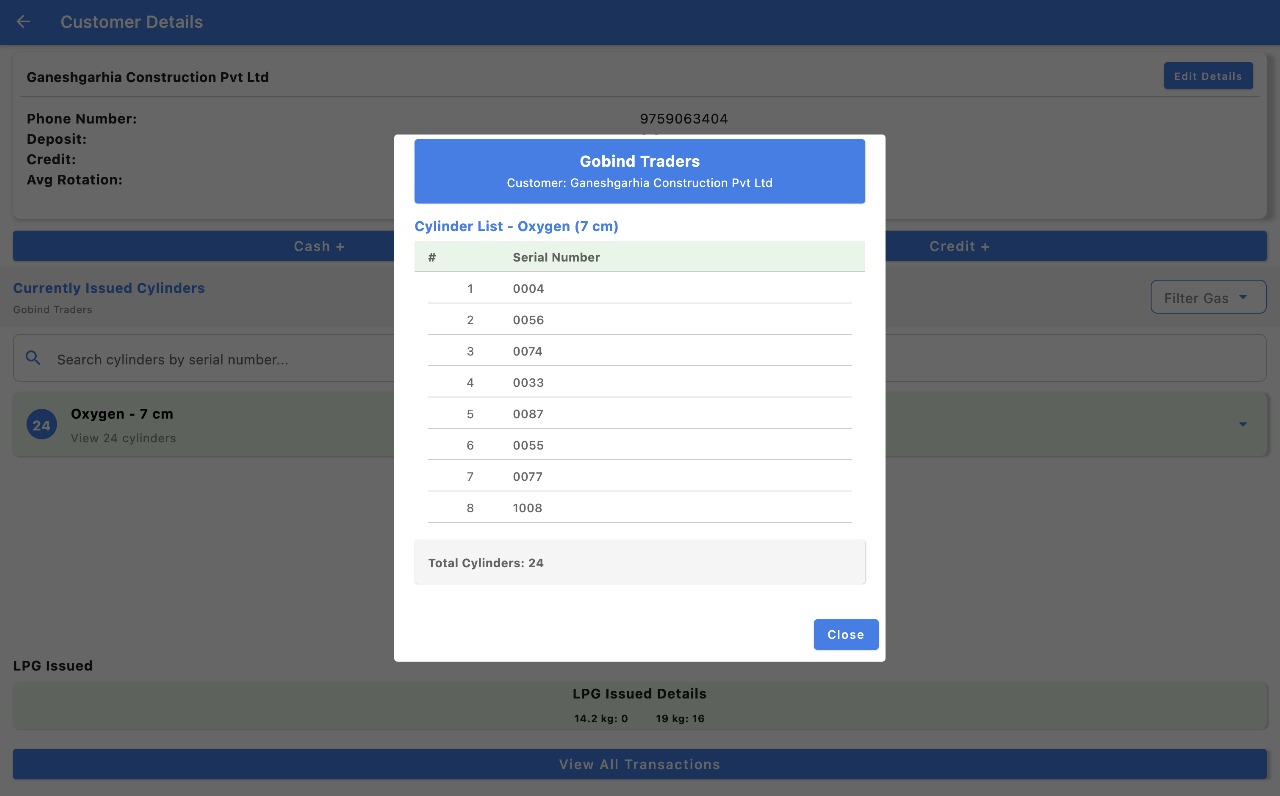 Customer Details
Ganeshgarhia Construction Pvt Ltd
Edit Details
Phone Number: 9759063404
Deposit:
Credit:
Avg Rotation:
Cash +
Credit +
Currently Issued Cylinders
Gobind Traders
Filter Gas
Search cylinders by serial number...
24
Oxygen - 7 cm
View 24 cylinders
Gobind Traders
Customer: Ganeshgarhia Construction Pvt Ltd
Cylinder List - Oxygen (7 cm)
# Serial Number
1 0004
2 0056
3 0074
4 0033
5 0087
6 0055
7 0077
8 1008
Total Cylinders: 24
Close
LPG Issued
LPG Issued Details
14.2 kg: 0 19 kg: 16
View All Transactions